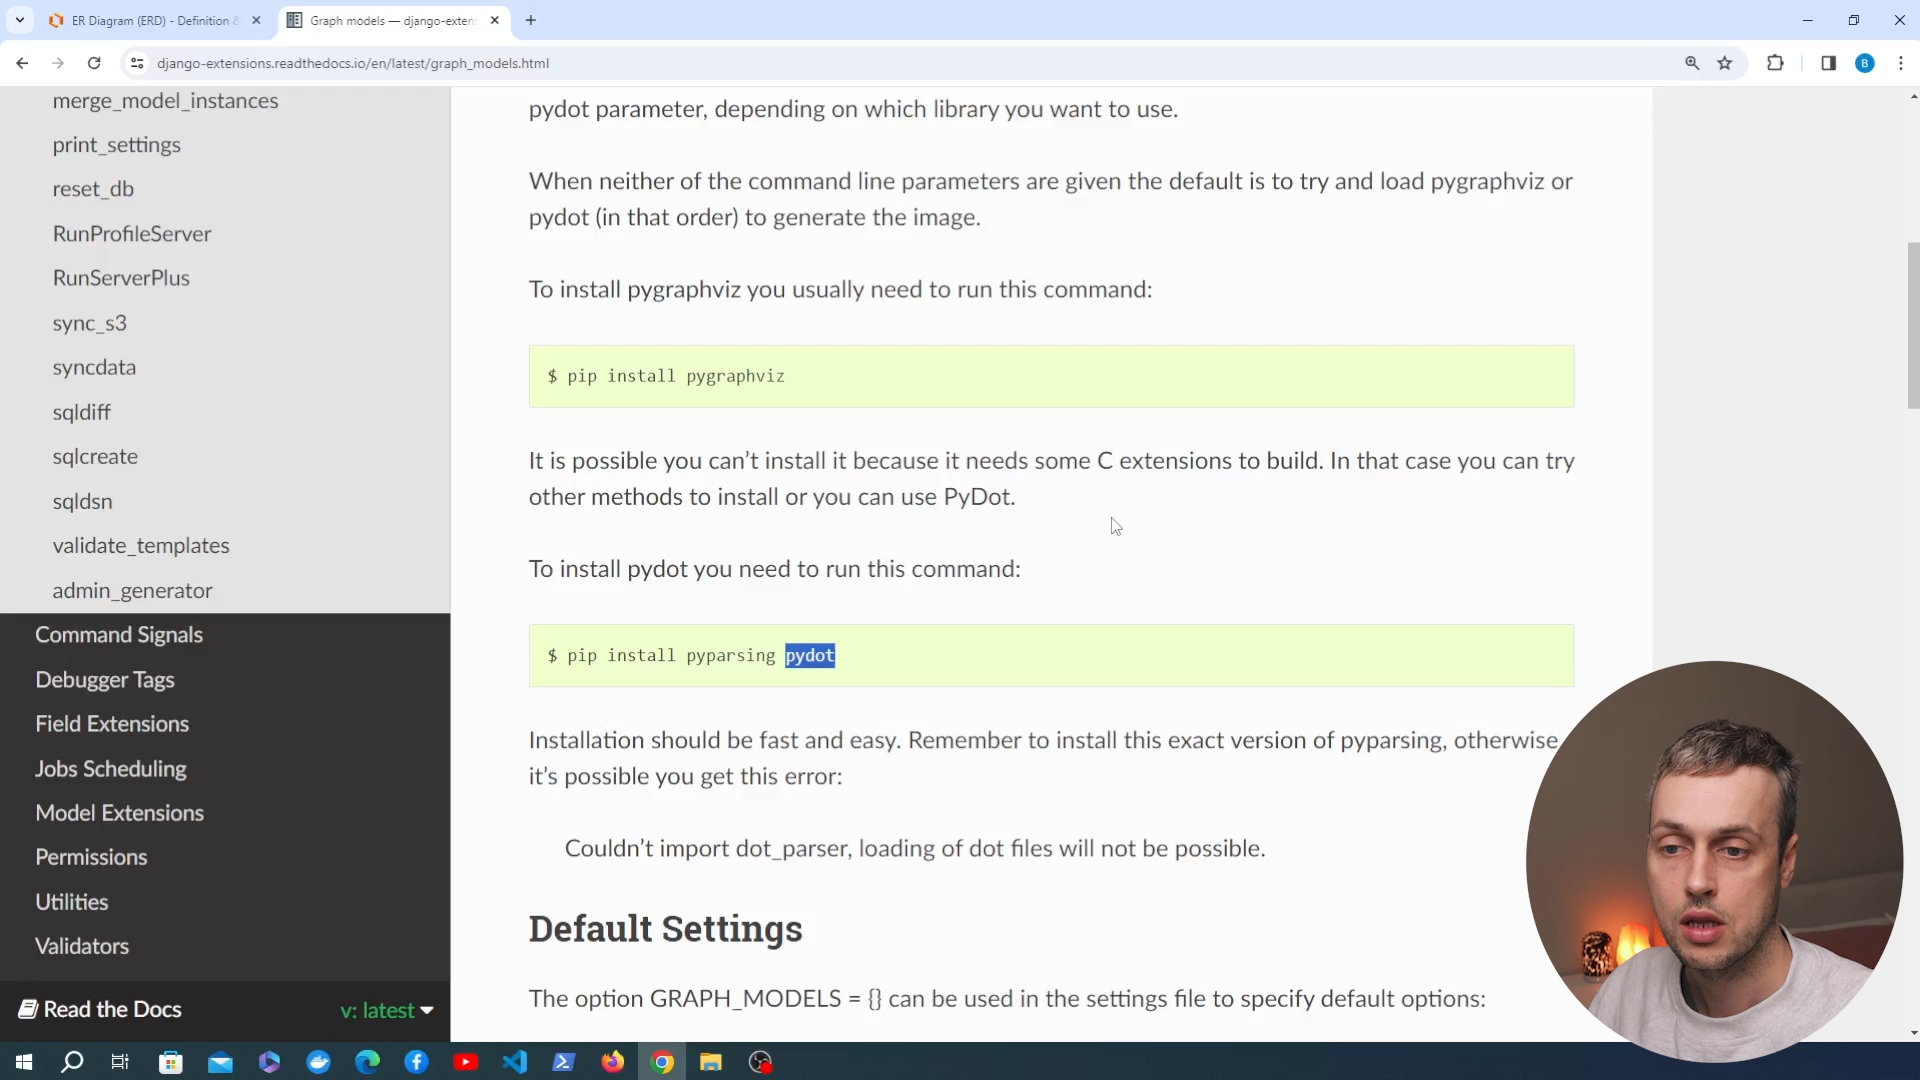 ER Diagram (ERD) - Definition &
Graph models — django-exten
django-extensions.readthedocs.io/en/latest/graph_models.html
B
merge_model_instances
print_settings
reset_db
RunProfileServer
RunServerPlus
sync_s3
syncdata
sqldiff
sqlcreate
sqldsn
validate_templates
admin_generator
Command Signals
Debugger Tags
Field Extensions
Jobs Scheduling
Model Extensions
Permissions
Utilities
Validators
Read the Docs
v: latest
pydot parameter, depending on which library you want to use.
When neither of the command line parameters are given the default is to try and load pygraphviz or
pydot (in that order) to generate the image.
To install pygraphviz you usually need to run this command:
$ pip install pygraphviz
It is possible you can’t install it because it needs some C extensions to build. In that case you can try
other methods to install or you can use PyDot.
To install pydot you need to run this command:
$ pip install pyparsing pydot
Installation should be fast and easy. Remember to install this exact version of pyparsing, otherwise
it’s possible you get this error:
Couldn’t import dot_parser, loading of dot files will not be possible.
Default Settings
The option GRAPH_MODELS = {} can be used in the settings file to specify default options: